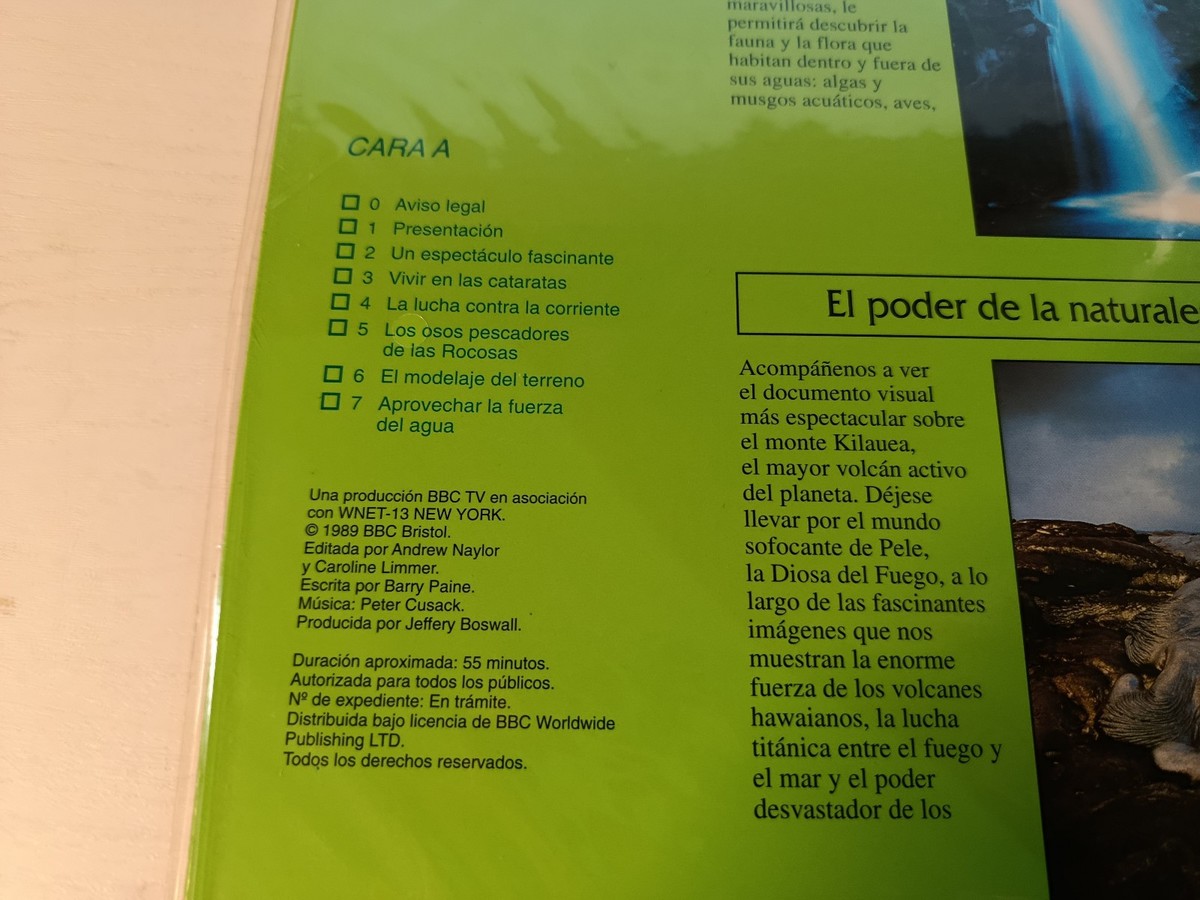 maravillosas, le
permitirá descubrir la
fauna y la flora que
habitan dentro y fuera de
sus aguas: algas y
musgos acuáticos, aves,
CARA A
0 Aviso legal
1 Presentación
2 Un espectáculo fascinante
3 Vivir en las cataratas
4 La lucha contra la corriente
5 Los osos pescadores
de las Rocosas
6 El modelaje del terreno
7 Aprovechar la fuerza
del agua
Una producción BBC TV en asociación
con WNET-13 NEW YORK.
© 1989 BBC Bristol.
Editada por Andrew Naylor
y Caroline Limmer.
Escrita por Barry Paine.
Música: Peter Cusack.
Producida por Jeffery Boswall.
Duración aproximada: 55 minutos.
Autorizada para todos los públicos.
Nº de expediente: En trámite.
Distribuida bajo licencia de BBC Worldwide
Publishing LTD.
Todos los derechos reservados.
El poder de la naturale
Acompáñenos a ver
el documento visual
más espectacular sobre
el monte Kilauea,
el mayor volcán activo
del planeta. Déjese
llevar por el mundo
sofocante de Pele,
la Diosa del Fuego, a lo
largo de las fascinantes
imágenes que nos
muestran la enorme
fuerza de los volcanes
hawaianos, la lucha
titánica entre el fuego y
el mar y el poder
desvastador de los